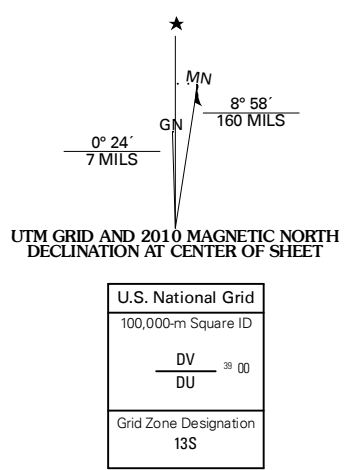 ★
MN
GN
8° 58´
160 MILS
0° 24´
7 MILS
UTM GRID AND 2010 MAGNETIC NORTH
DECLINATION AT CENTER OF SHEET
U.S. National Grid
100,000-m Square ID
DV
39 00
DU
Grid Zone Designation
13S